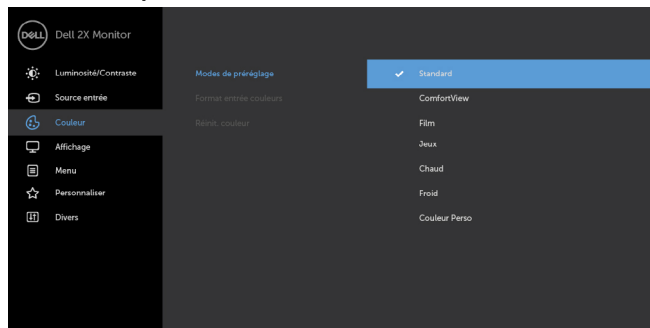 DELL Dell 2X Monitor
Luminosité/Contraste
Source entrée
Couleur
Affichage
Menu
Personnaliser
Divers
Modes de préréglage
Format entrée couleurs
Réinit. couleur
Standard
ComfortView
Film
Jeux
Chaud
Froid
Couleur Perso